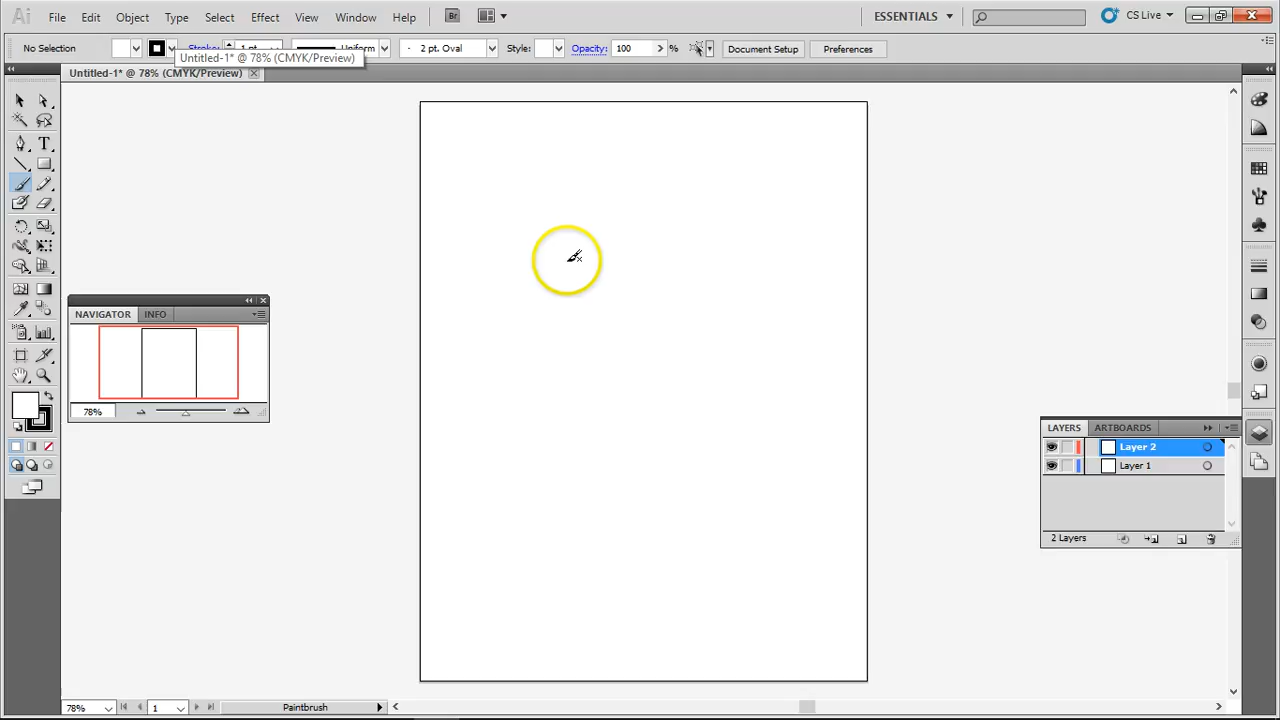 Ai File Edit Object Type Select Effect View Window Help Br ESSENTIALS CS Live
No Selection Stroke: 1 pt Uniform 2 pt. Oval Style: Opacity: 100 % Document Setup Preferences
Untitled-1* @ 78% (CMYK/Preview)
Untitled-1* @ 78% (CMYK/Preview)
NAVIGATOR INFO
78%
LAYERS ARTBOARDS
Layer 2
Layer 1
2 Layers
78% 1 Paintbrush